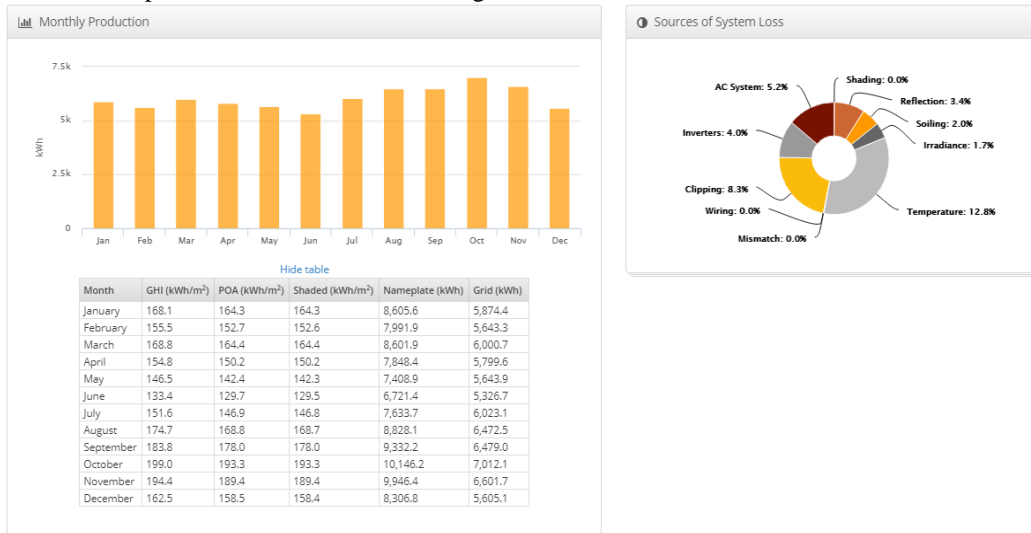 Monthly Production
7.5k
5k
2.5k
0
kWh
Jan Feb Mar Apr May Jun Jul Aug Sep Oct Nov Dec
Hide table
Month GHI (kWh/m²) POA (kWh/m²) Shaded (kWh/m²) Nameplate (kWh) Grid (kWh)
January 168.1 164.3 164.3 8,605.6 5,874.4
February 155.5 152.7 152.6 7,991.9 5,643.3
March 168.8 164.4 164.4 8,601.9 6,000.7
April 154.8 150.2 150.2 7,848.4 5,799.6
May 146.5 142.4 142.3 7,408.9 5,643.9
June 133.4 129.7 129.5 6,721.4 5,326.7
July 151.6 146.9 146.8 7,633.7 6,023.1
August 174.7 168.8 168.7 8,828.1 6,472.5
September 183.8 178.0 178.0 9,332.2 6,479.0
October 199.0 193.3 193.3 10,146.2 7,012.1
November 194.4 189.4 189.4 9,946.4 6,601.7
December 162.5 158.5 158.4 8,306.8 5,605.1
Sources of System Loss
Shading: 0.0%
AC System: 5.2%
Reflection: 3.4%
Soiling: 2.0%
Inverters: 4.0%
Irradiance: 1.7%
Clipping: 8.3%
Wiring: 0.0%
Temperature: 12.8%
Mismatch: 0.0%